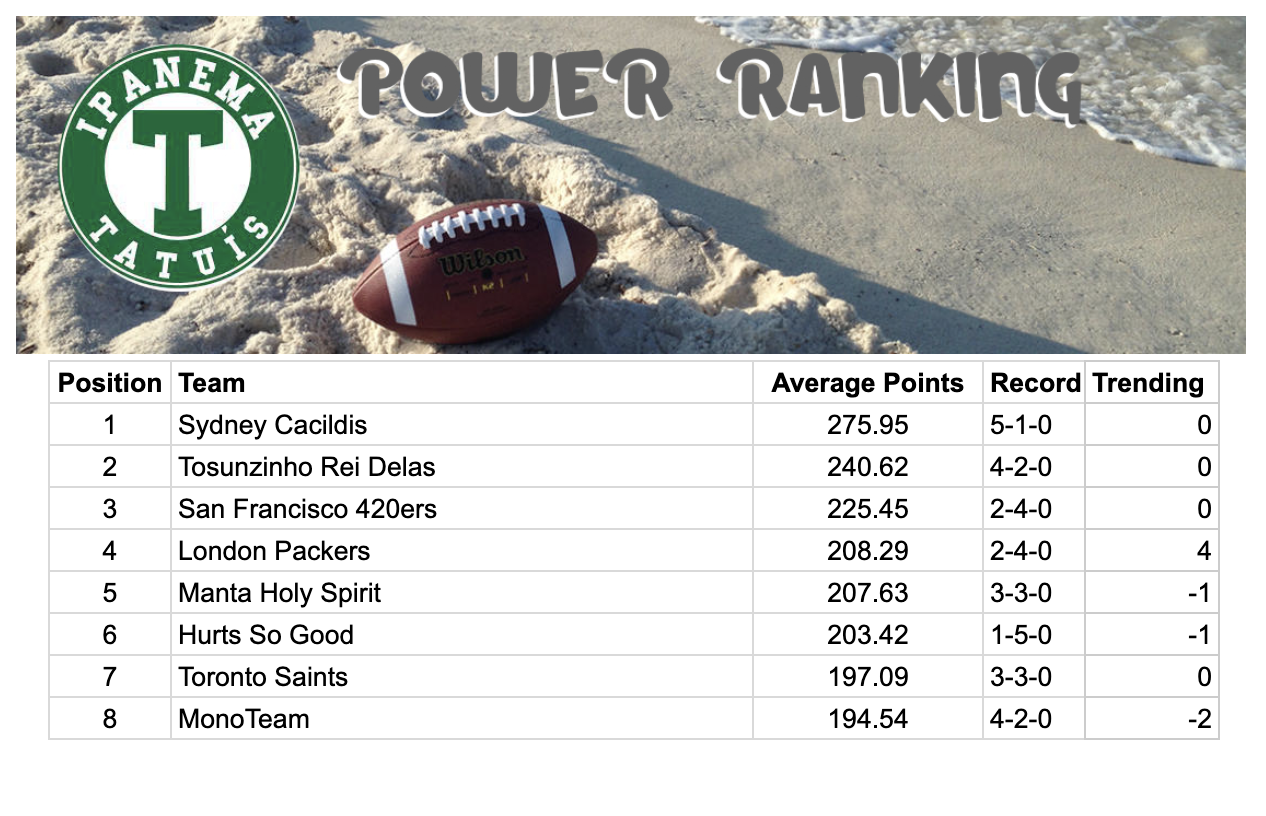 IPANEMA
T
TATUÍS
POWER RANKING
Wilson
Position Team Average Points Record Trending
1 Sydney Cacildis 275.95 5-1-0 0
2 Tosunzinho Rei Delas 240.62 4-2-0 0
3 San Francisco 420ers 225.45 2-4-0 0
4 London Packers 208.29 2-4-0 4
5 Manta Holy Spirit 207.63 3-3-0 -1
6 Hurts So Good 203.42 1-5-0 -1
7 Toronto Saints 197.09 3-3-0 0
8 MonoTeam 194.54 4-2-0 -2